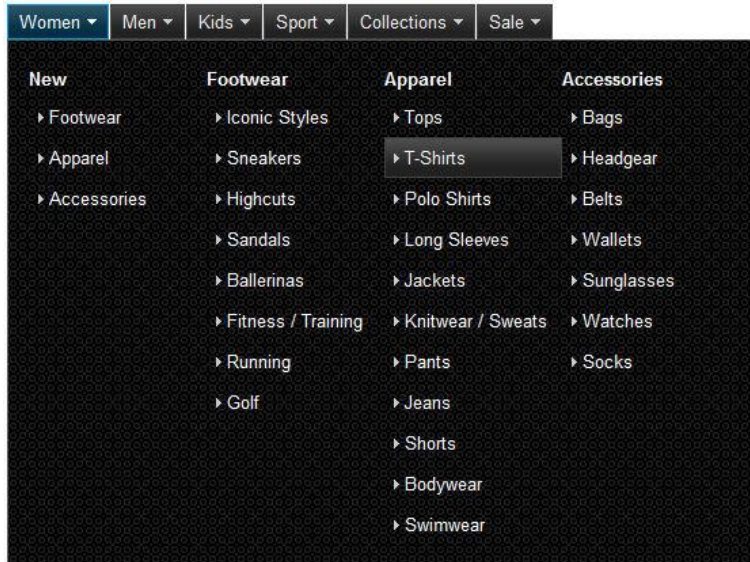 Women
Men
Kids
Sport
Collections
Sale
New
Footwear
Apparel
Accessories
Footwear
Iconic Styles
Sneakers
Highcuts
Sandals
Ballerinas
Fitness / Training
Running
Golf
Apparel
Tops
T-Shirts
Polo Shirts
Long Sleeves
Jackets
Knitwear / Sweats
Pants
Jeans
Shorts
Bodywear
Swimwear
Accessories
Bags
Headgear
Belts
Wallets
Sunglasses
Watches
Socks